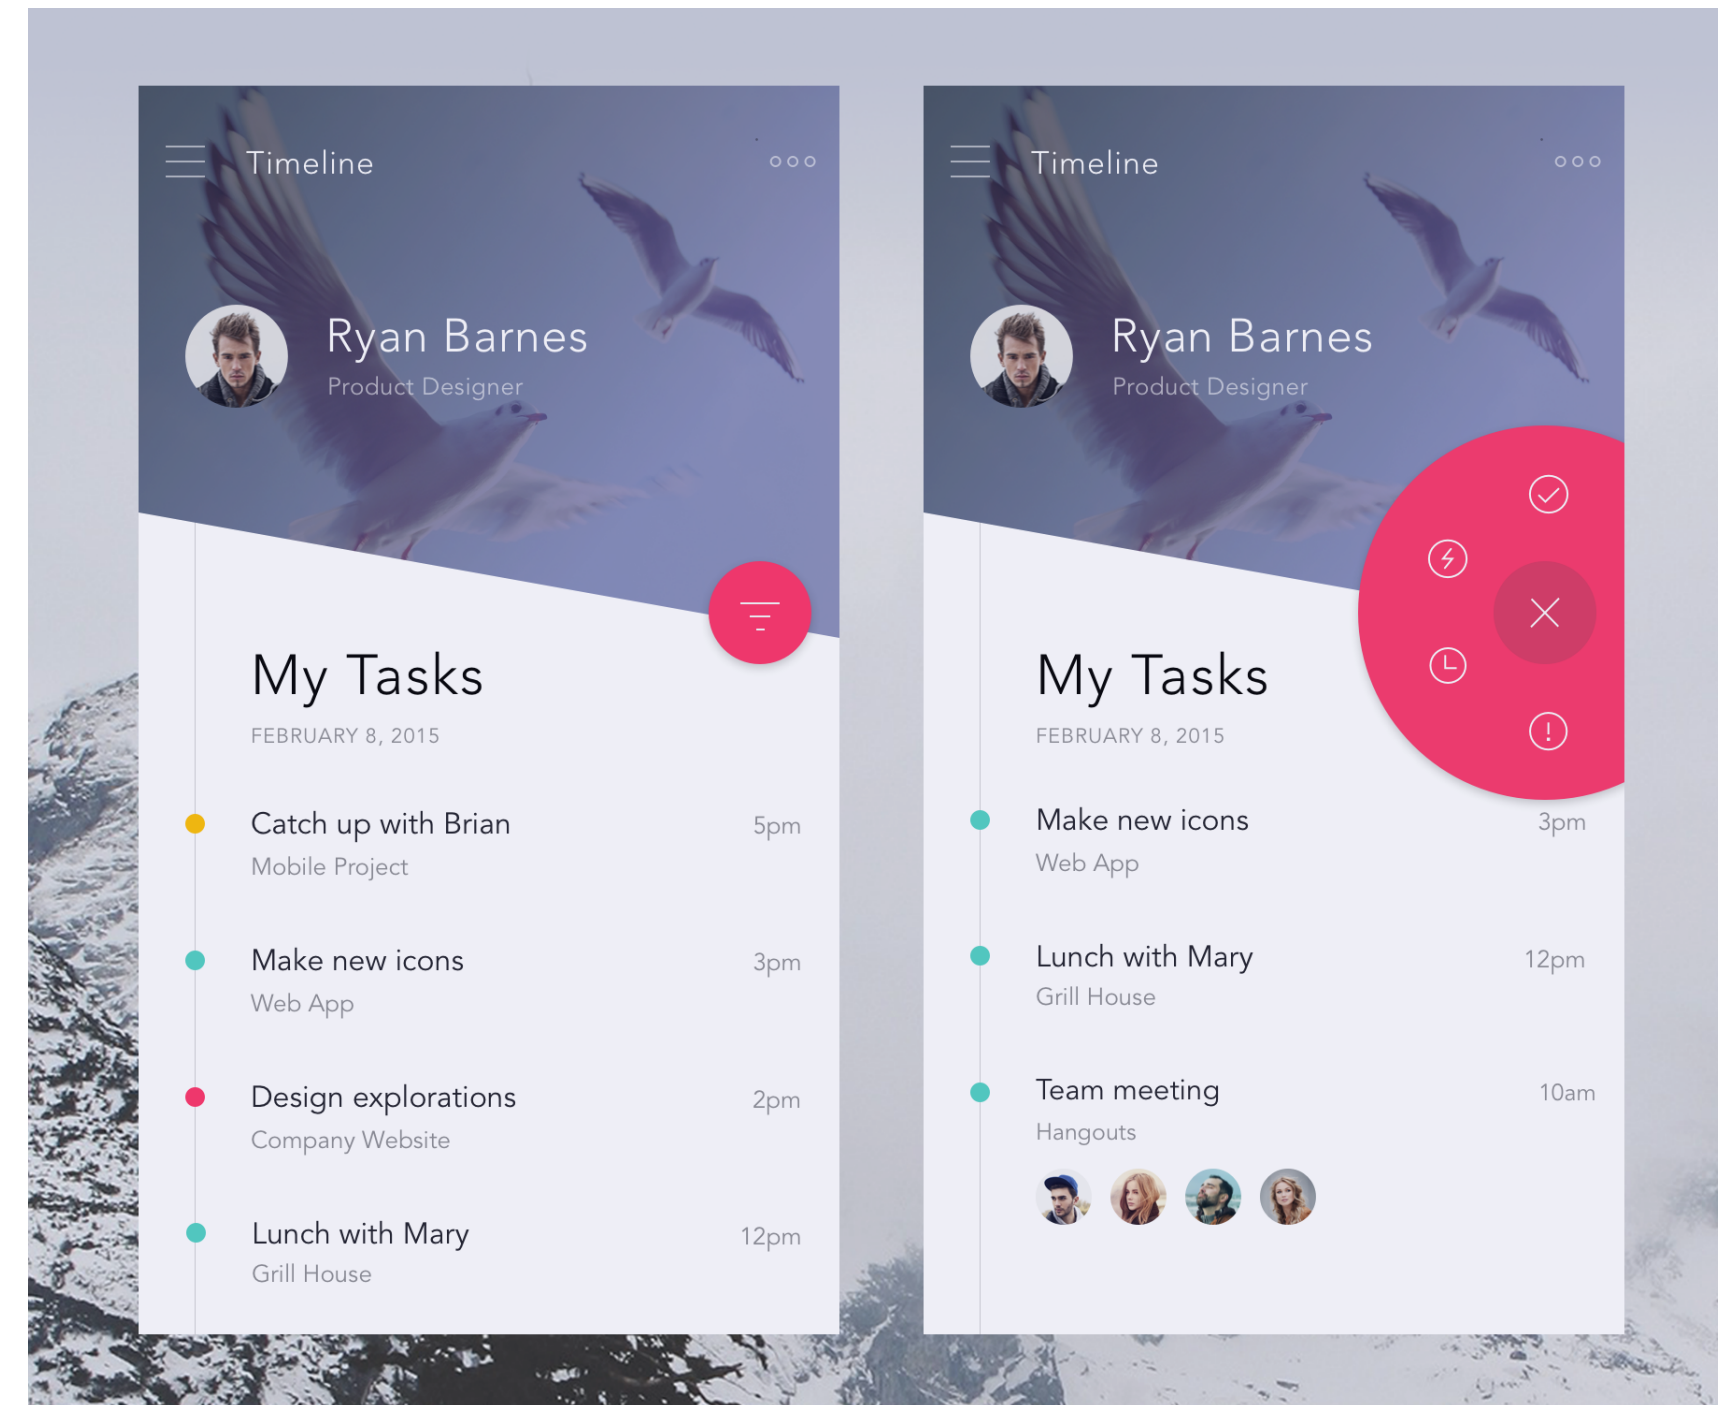 Timeline
Ryan Barnes
Product Designer
My Tasks
FEBRUARY 8, 2015
Catch up with Brian 5pm
Mobile Project
Make new icons 3pm
Web App
Design explorations 2pm
Company Website
Lunch with Mary 12pm
Grill House
Timeline
Ryan Barnes
Product Designer
My Tasks
FEBRUARY 8, 2015
Make new icons 3pm
Web App
Lunch with Mary 12pm
Grill House
Team meeting 10am
Hangouts